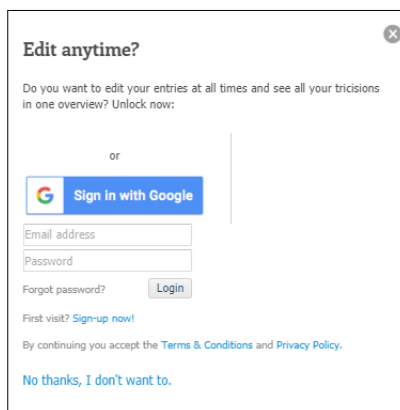 Edit anytime?
Do you want to edit your entries at all times and see all your tricisions
in one overview? Unlock now:
or
Sign in with Google
Email address
Password
Forgot password? Login
First visit? Sign-up now!
By continuing you accept the Terms & Conditions and Privacy Policy.
No thanks, I don't want to.